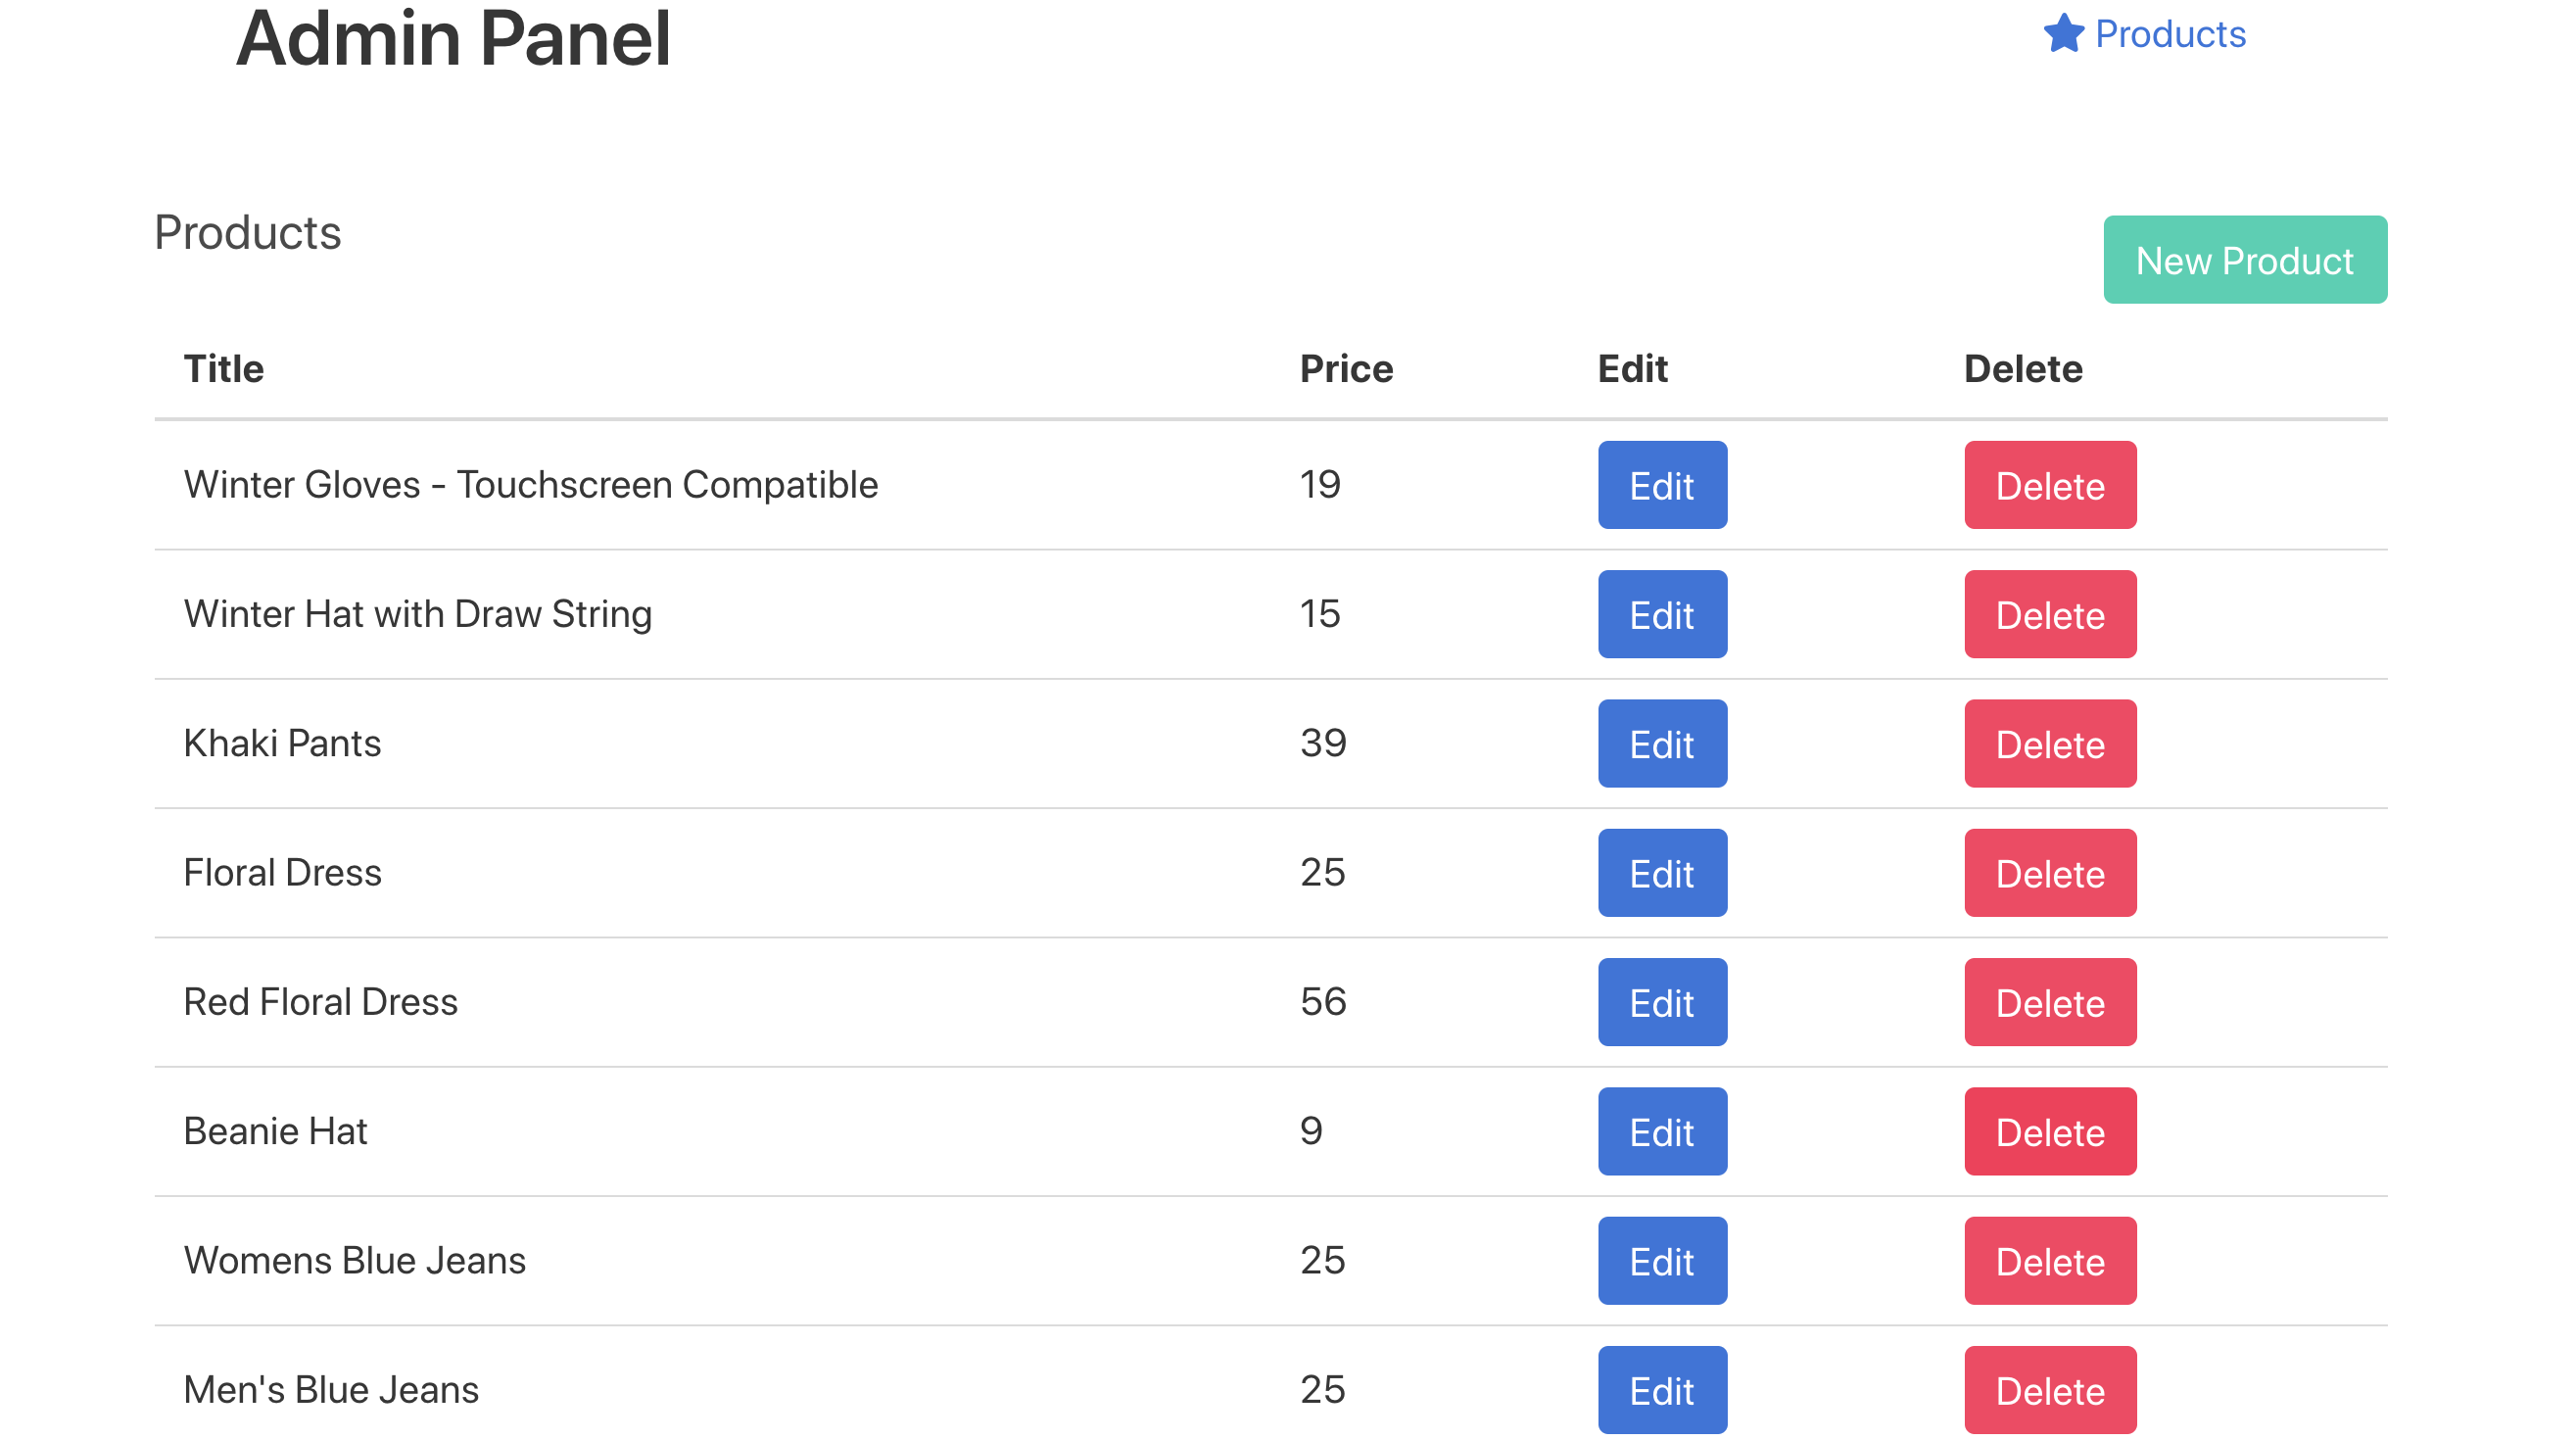 Admin Panel
Products
Products
New Product
Title Price Edit Delete
Winter Gloves - Touchscreen Compatible 19 Edit Delete
Winter Hat with Draw String 15 Edit Delete
Khaki Pants 39 Edit Delete
Floral Dress 25 Edit Delete
Red Floral Dress 56 Edit Delete
Beanie Hat 9 Edit Delete
Womens Blue Jeans 25 Edit Delete
Men's Blue Jeans 25 Edit Delete